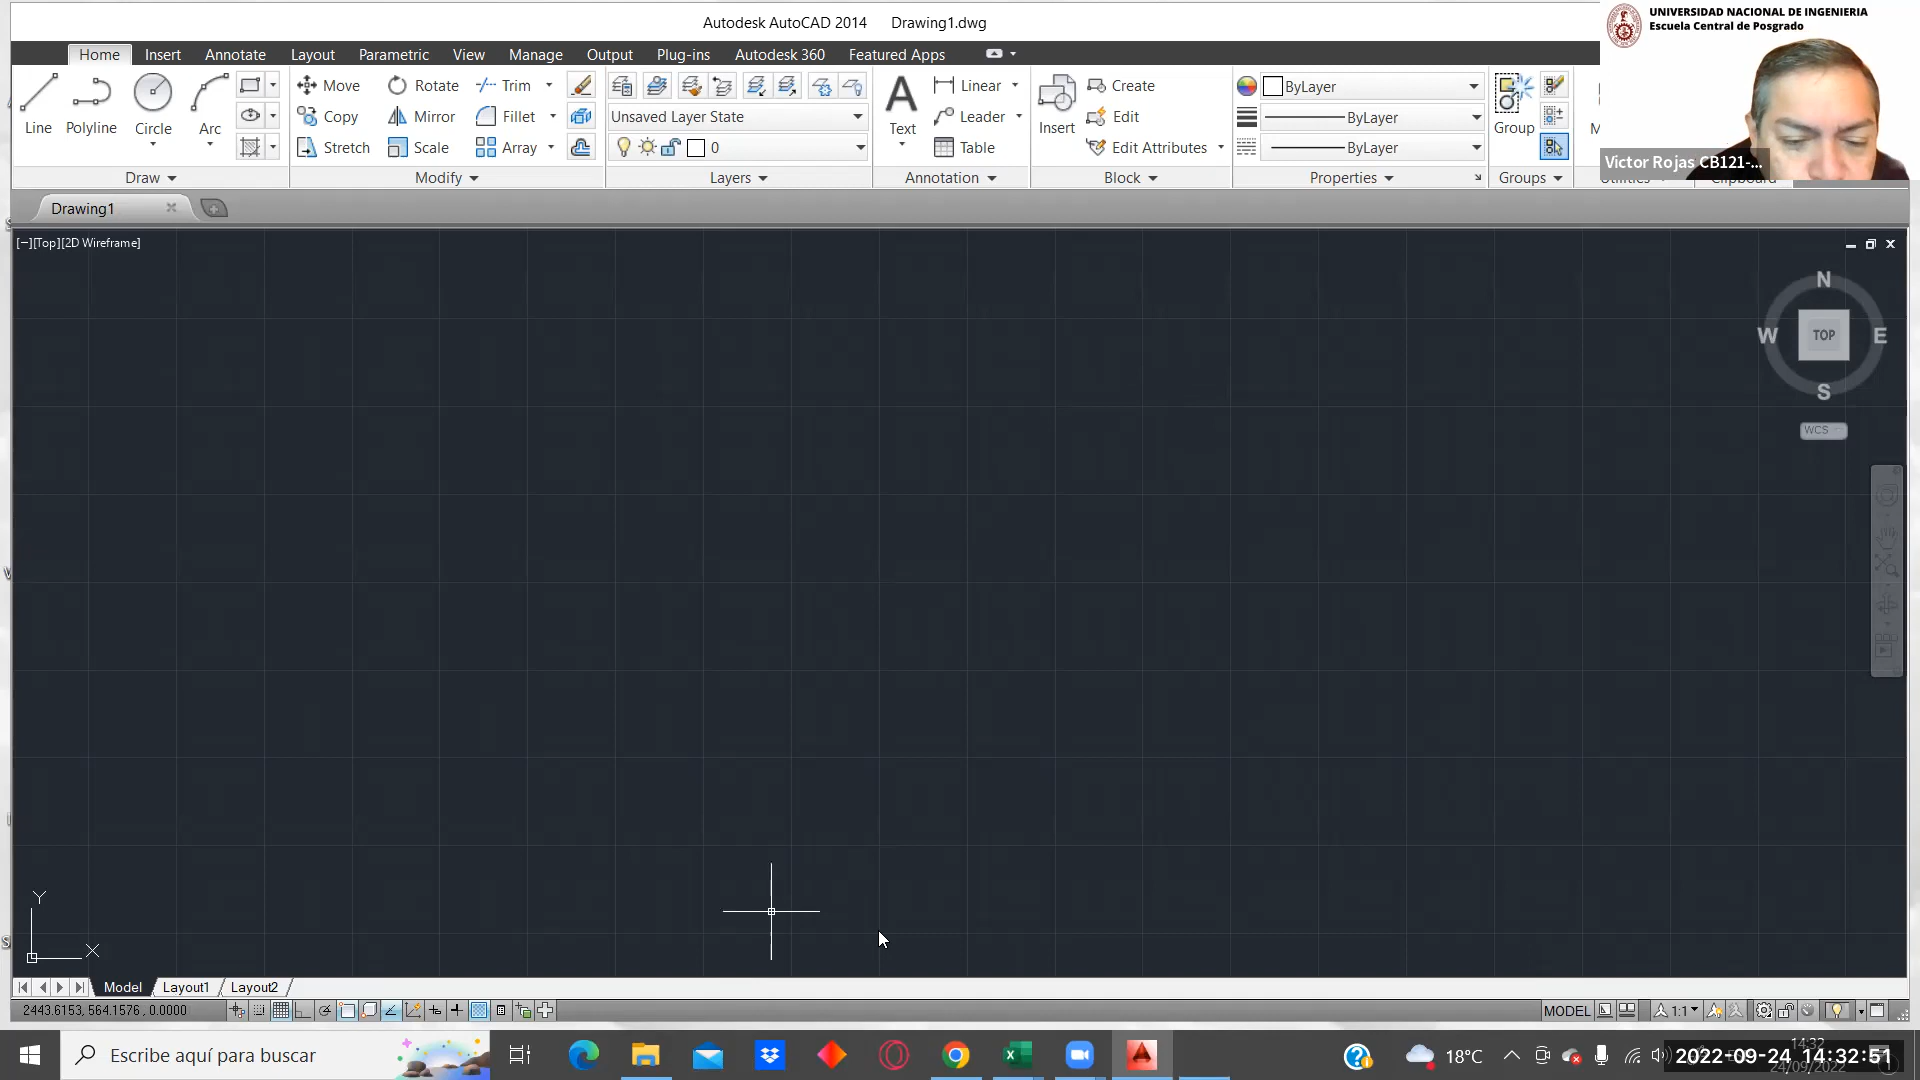 Autodesk AutoCAD 2014 Drawing1.dwg
UNIVERSIDAD NACIONAL DE INGENIERIA
Escuela Central de Posgrado
Home Insert Annotate Layout Parametric View Manage Output Plug-ins Autodesk 360 Featured Apps
Move Rotate Trim Linear Create ByLayer
Line Polyline Circle Arc Copy Mirror Fillet Unsaved Layer State Text Leader Insert Edit ByLayer Group
Stretch Scale Array 0 Table Edit Attributes ByLayer
Victor Rojas CB121-...
Draw Modify Layers Annotation Block Properties Groups
Drawing1
[−][Top][2D Wireframe]
N
W TOP E
S
WCS
Y
X
Model Layout1 Layout2
2443.6153, 564.1576 , 0.0000 MODEL 1:1
Escribe aquí para buscar 18°C 2022-09-24 14:32:51
14:32
24/09/2022